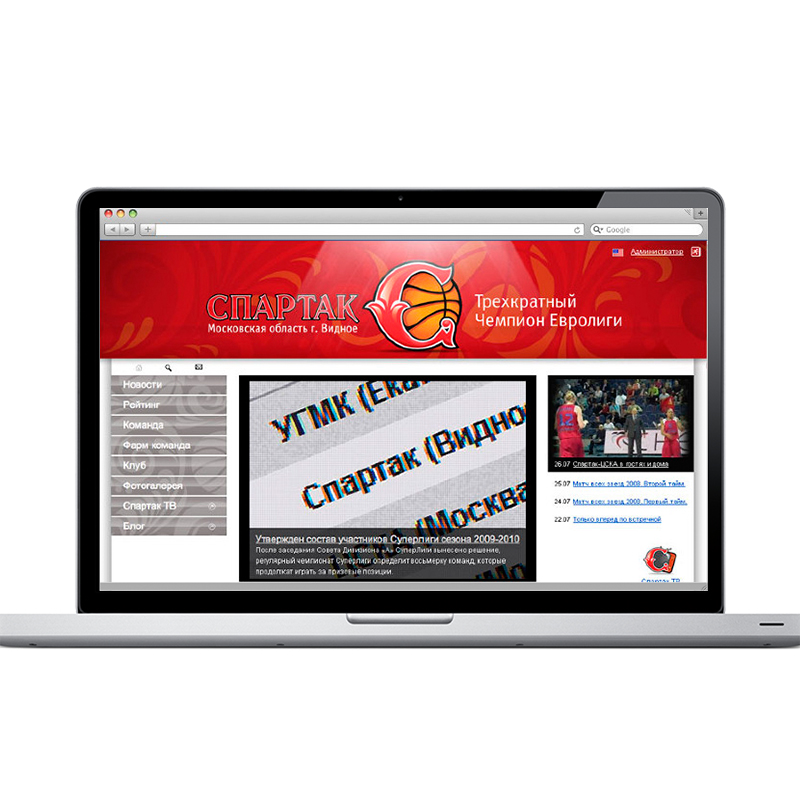 Google
Администратор
СПАРТАК
Московская область г. Видное
Трехкратный
Чемпион Евролиги
Новости
Рейтинг
Команда
Фарм команда
Клуб
Фотогалерея
Спартак ТВ
Блог
УГМК (Ека
Спартак (Видно
ЦСКА (Москва
Утвержден состав участников Суперлиги сезона 2009-2010
После заседания Совета Дивизиона «А» СуперЛиги вынесено решение,
регулярный чемпионат Суперлиги определит восьмерку команд, которые
продолжат играть за призовые позиции.
26.07 Спартак-ЦСКА в гостях и дома
25.07 Матч всех звезд 2008. Второй тайм.
24.07 Матч всех звезд 2008. Первый тайм.
22.07 Только вперед по встречной
Спартак ТВ